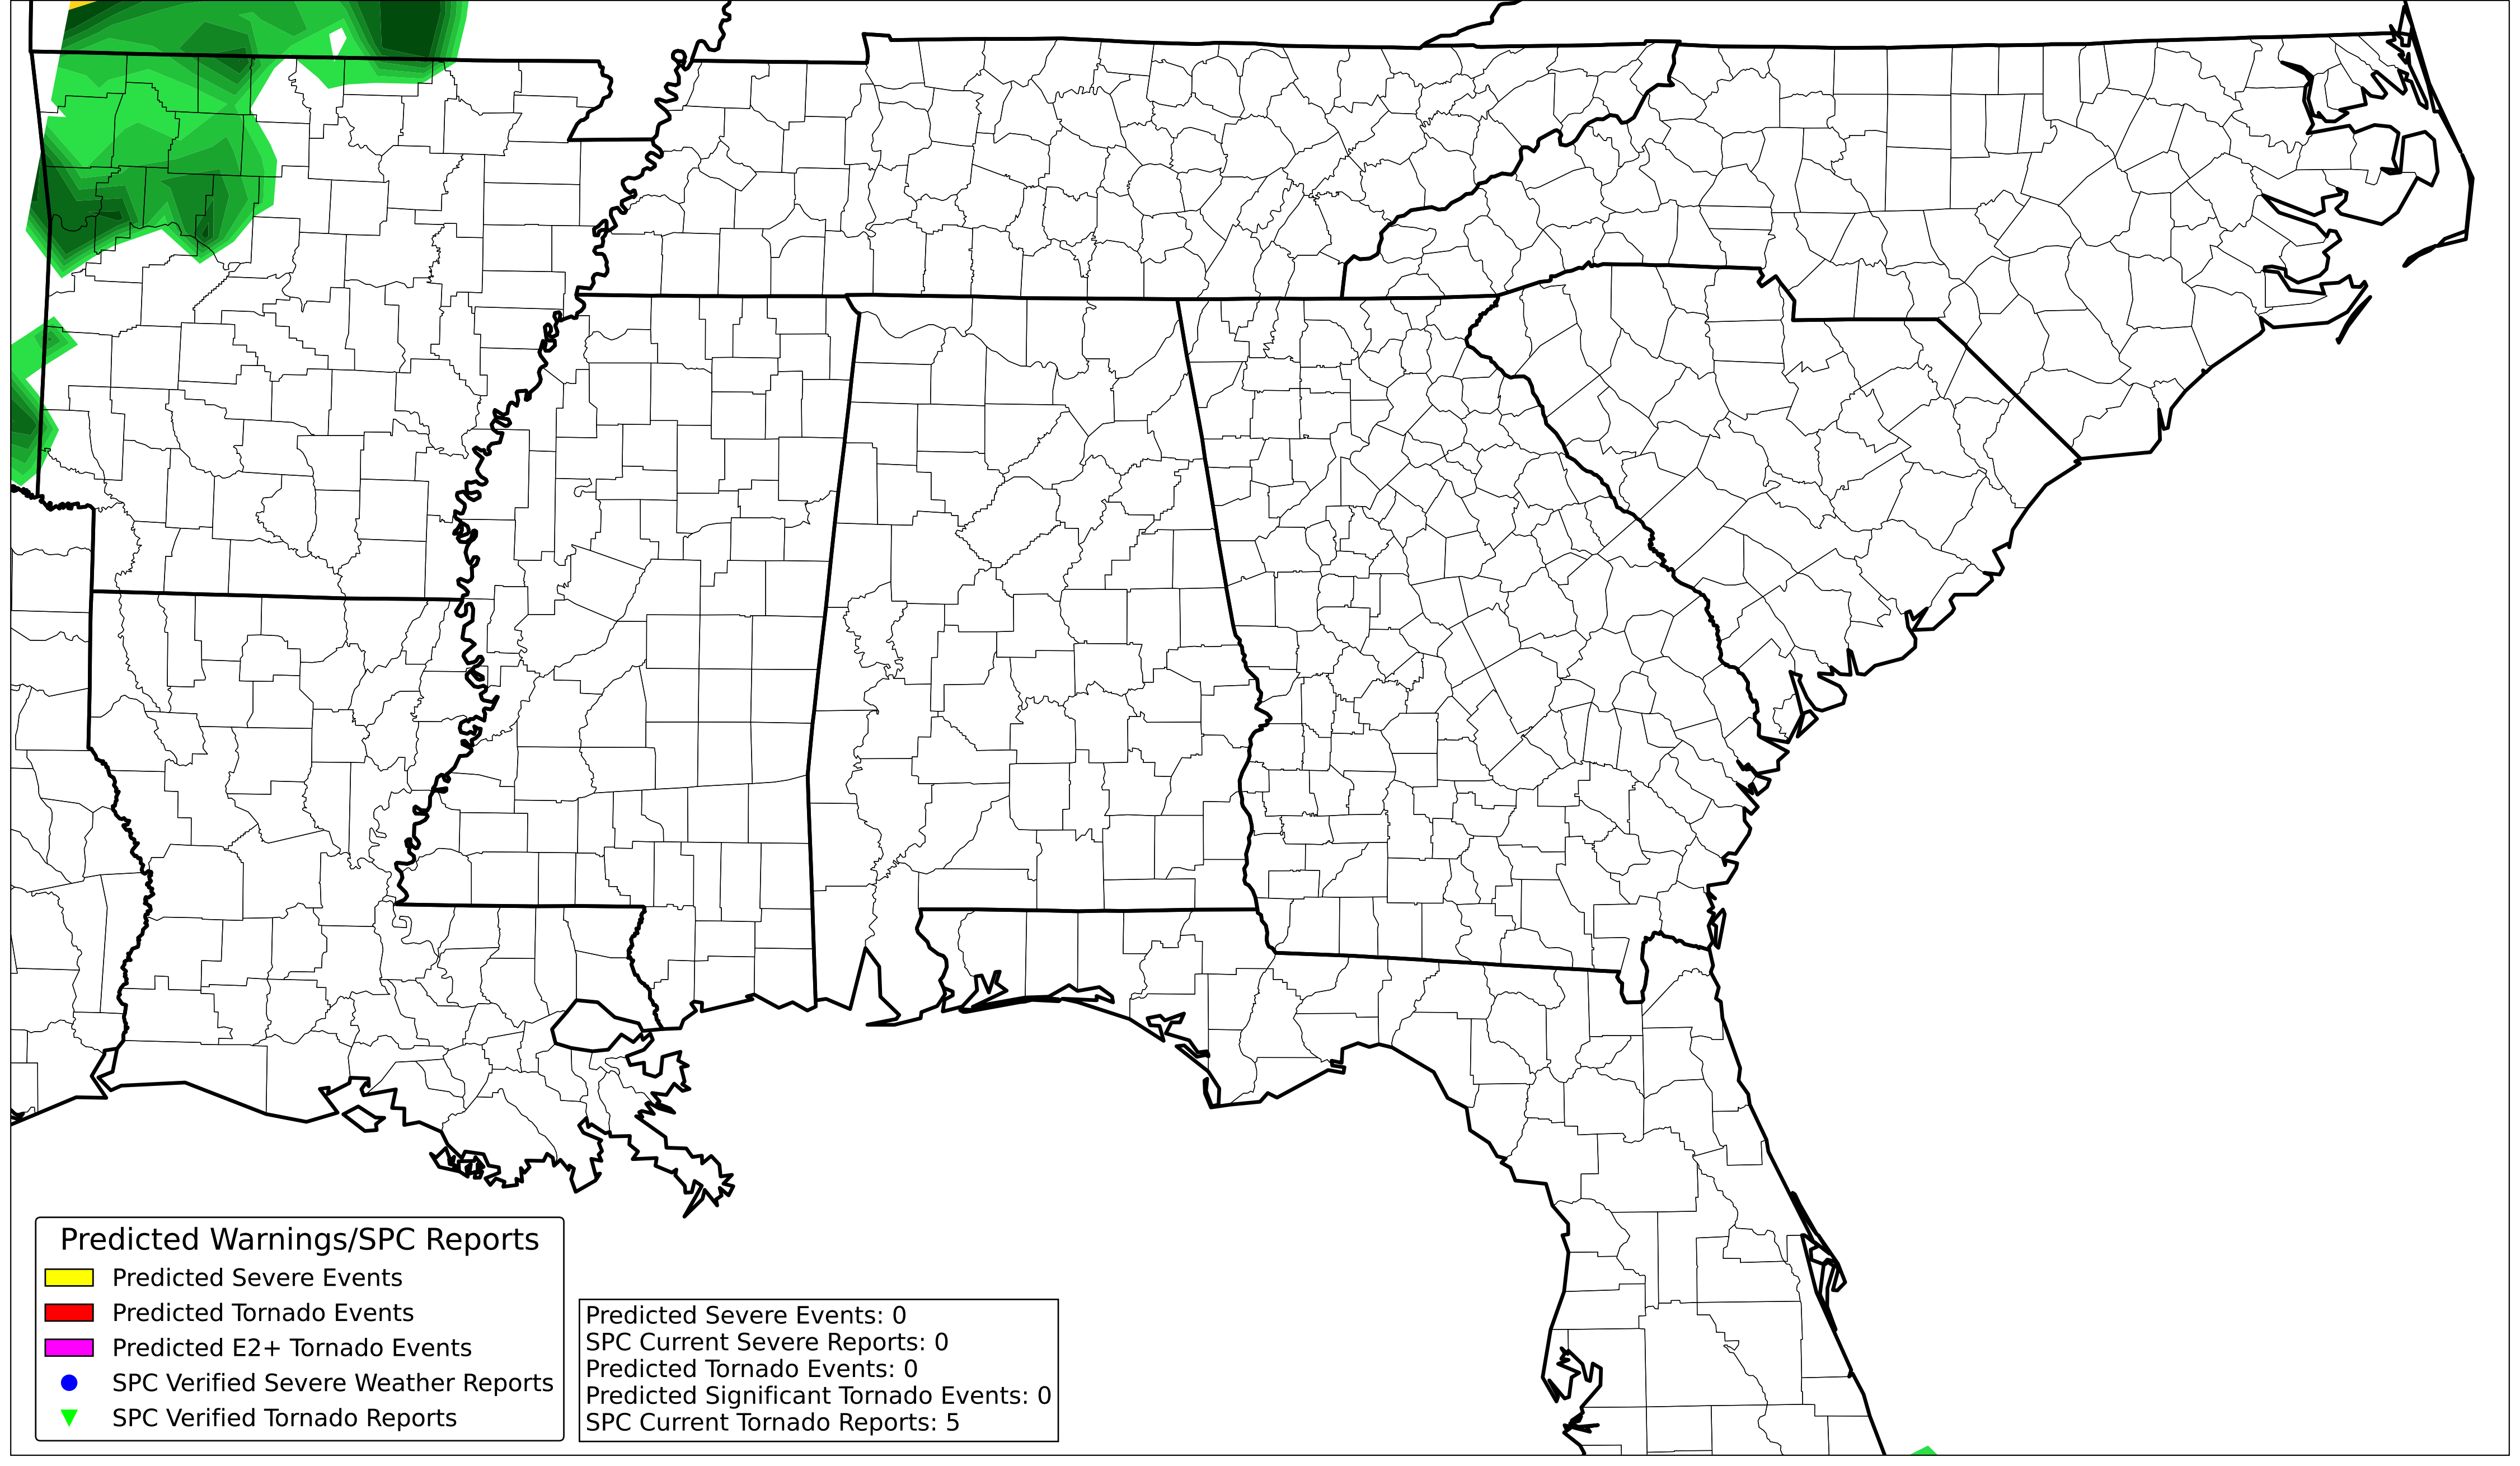 Predicted Warnings/SPC Reports
Predicted Severe Events
Predicted Tornado Events
Predicted E2+ Tornado Events
SPC Verified Severe Weather Reports
SPC Verified Tornado Reports
Predicted Severe Events: 0
SPC Current Severe Reports: 0
Predicted Tornado Events: 0
Predicted Significant Tornado Events: 0
SPC Current Tornado Reports: 5